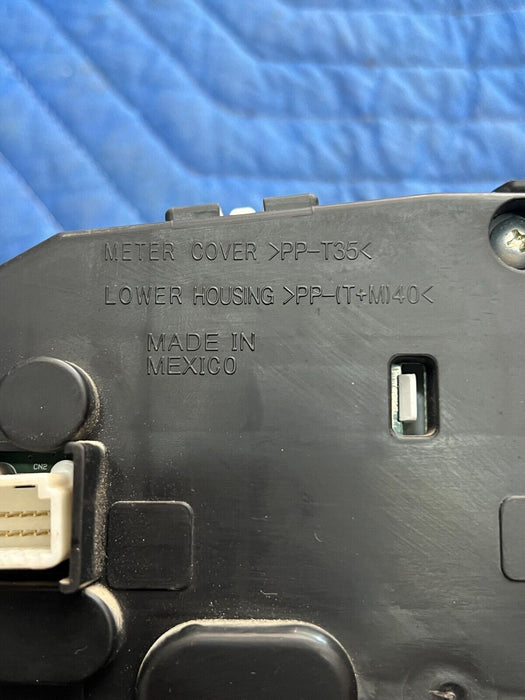 METER COVER >PP-T35<
LOWER HOUSING >PP-(T+M)40<
MADE IN
MEXICO
CN2